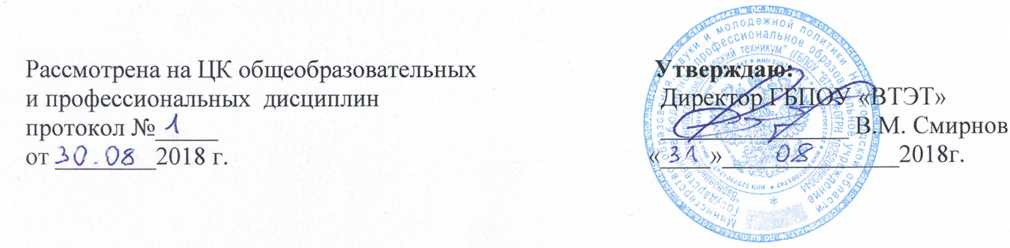 Рассмотрена на ЦК общеобразовательных
и профессиональных дисциплин
протокол № 1
от 30.08 2018 г.
Утверждаю:
Директор ГБПОУ «ВТЭТ»
В.М. Смирнов
« 31 » 08 2018г.